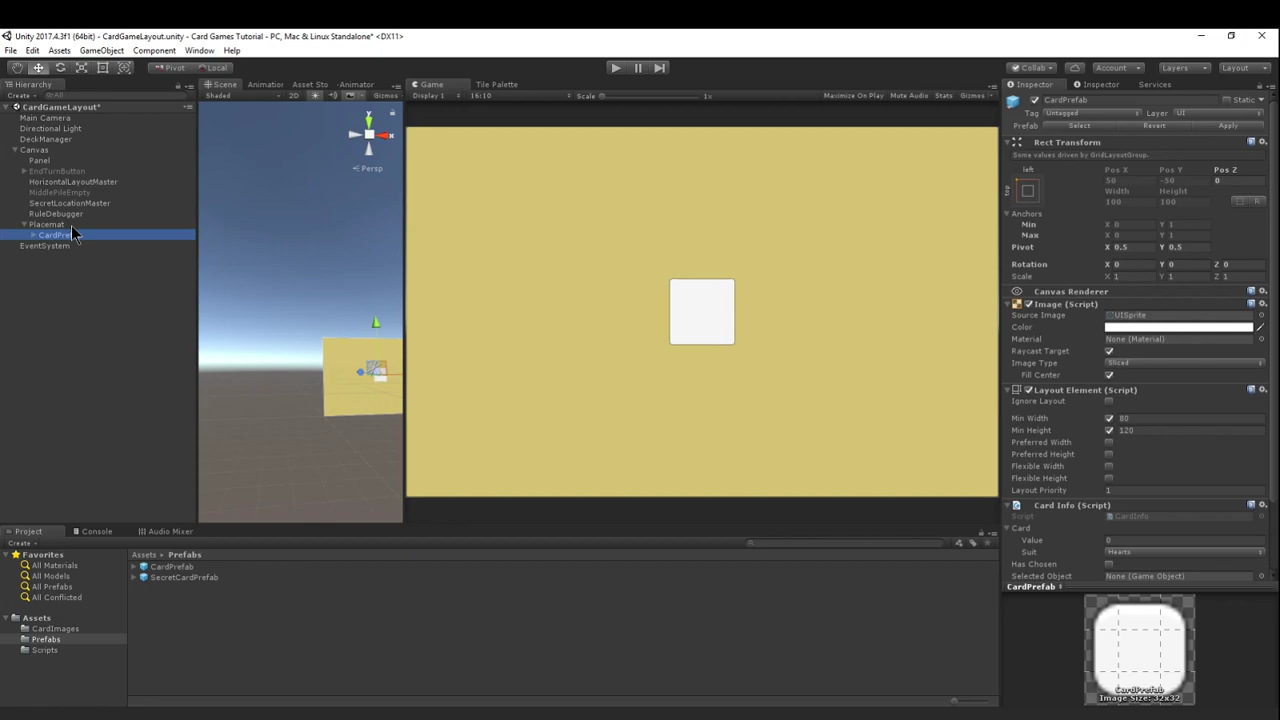 Unity 2017.4.3f1 (64bit) - CardGameLayout.unity - Card Games Tutorial - PC, Mac & Linux Standalone* <DX11>
File Edit Assets GameObject Component Window Help
Pivot Local Collab Account Layers Layout
Hierarchy Scene Animation Asset Sto Animator Game Tile Palette Inspector Inspector Services
Create All Shaded 2D Gizmos Display 1 16:10 Scale 1x Maximize On Play Mute Audio Stats Gizmos
CardGameLayout*
Main Camera
Directional Light
DeckManager
Canvas
Panel
EndTurnButton
HorizontalLayoutMaster
MiddlePileEmpty
SecretLocationMaster
RuleDebugger
Placemat
CardPre
EventSystem
y
x
Persp
CardPrefab Static
Tag Untagged Layer UI
Prefab Select Revert Apply
Rect Transform
Some values driven by GridLayoutGroup.
left Pos X Pos Y Pos Z
top 50 -50 0
Width Height
100 100 R
Anchors
Min X 0 Y 1
Max X 0 Y 1
Pivot X 0.5 Y 0.5
Rotation X 0 Y 0 Z 0
Scale X 1 Y 1 Z 1
Canvas Renderer
Image (Script)
Source Image UISprite
Color
Material None (Material)
Raycast Target
Image Type Sliced
Fill Center
Layout Element (Script)
Ignore Layout
Min Width 80
Min Height 120
Preferred Width
Preferred Height
Flexible Width
Flexible Height
Layout Priority 1
Card Info (Script)
Script CardInfo
Card
Value 0
Suit Hearts
Has Chosen
Selected Object None (Game Object)
CardPrefab
CardPrefab
Image Size: 32x32
Project Console Audio Mixer
Create
Favorites
All Materials
All Models
All Prefabs
All Conflicted
Assets
CardImages
Prefabs
Scripts
Assets Prefabs
CardPrefab
SecretCardPrefab